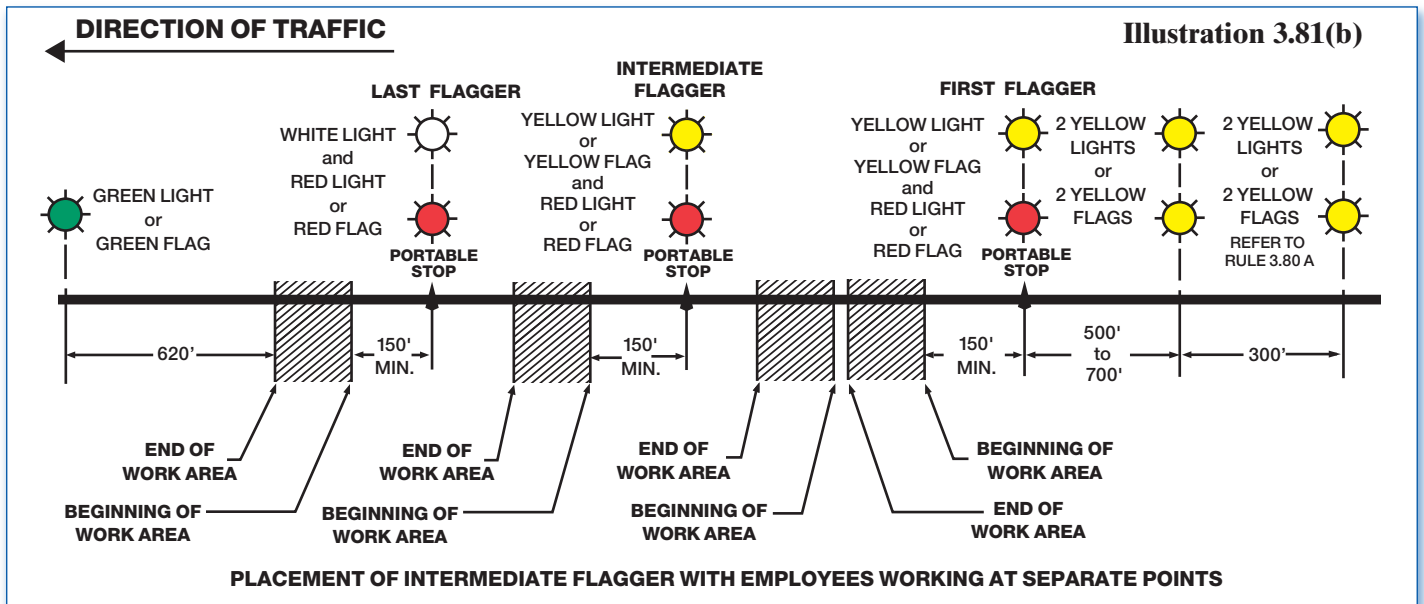 DIRECTION OF TRAFFIC
Illustration 3.81(b)
LAST FLAGGER
INTERMEDIATE
FLAGGER
FIRST FLAGGER
GREEN LIGHT
or
GREEN FLAG
WHITE LIGHT
and
RED LIGHT
or
RED FLAG
PORTABLE
STOP
YELLOW LIGHT
or
YELLOW FLAG
and
RED LIGHT
or
RED FLAG
PORTABLE
STOP
YELLOW LIGHT
or
YELLOW FLAG
and
RED LIGHT
or
RED FLAG
PORTABLE
STOP
2 YELLOW
LIGHTS
or
2 YELLOW
FLAGS
2 YELLOW
LIGHTS
or
2 YELLOW
FLAGS
REFER TO
RULE 3.80 A
620’
150'
MIN.
150'
MIN.
150'
MIN.
500'
to
700'
300’
END OF
WORK AREA
BEGINNING OF
WORK AREA
END OF
WORK AREA
BEGINNING OF
WORK AREA
END OF
WORK AREA
BEGINNING OF
WORK AREA
BEGINNING OF
WORK AREA
END OF
WORK AREA
PLACEMENT OF INTERMEDIATE FLAGGER WITH EMPLOYEES WORKING AT SEPARATE POINTS